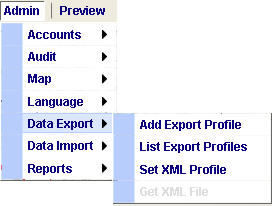 Admin Preview
Accounts
Audit
Map
Language
Data Export
Data Import
Reports
Add Export Profile
List Export Profiles
Set XML Profile
Get XML File